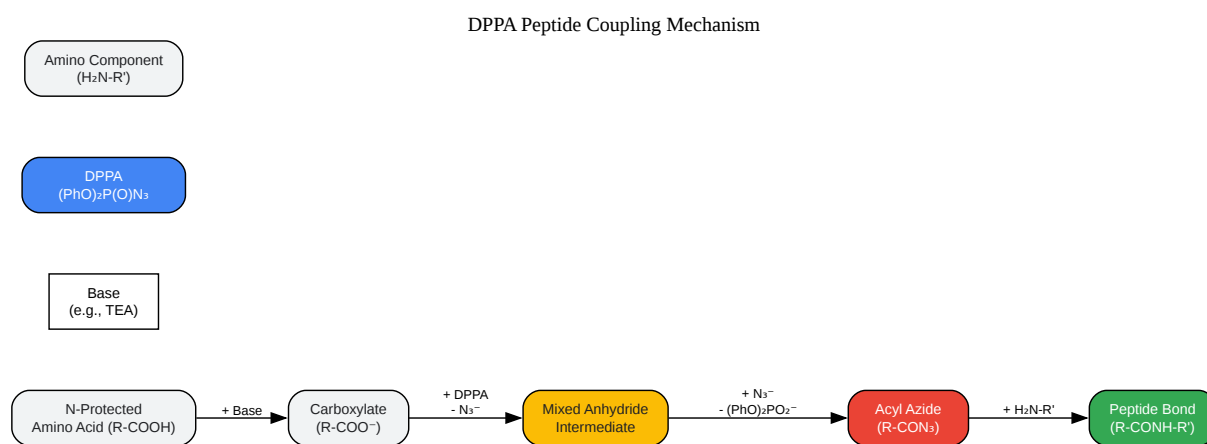 DPPA Peptide Coupling Mechanism
Amino Component
(H₂N-R')
DPPA
(PhO)₂P(O)N₃
Base
(e.g., TEA)
N-Protected
Amino Acid (R-COOH)
+ Base
Carboxylate
(R-COO⁻)
+ DPPA
- N₃⁻
Mixed Anhydride
Intermediate
+ N₃⁻
- (PhO)₂PO₂⁻
Acyl Azide
(R-CON₃)
+ H₂N-R'
Peptide Bond
(R-CONH-R')